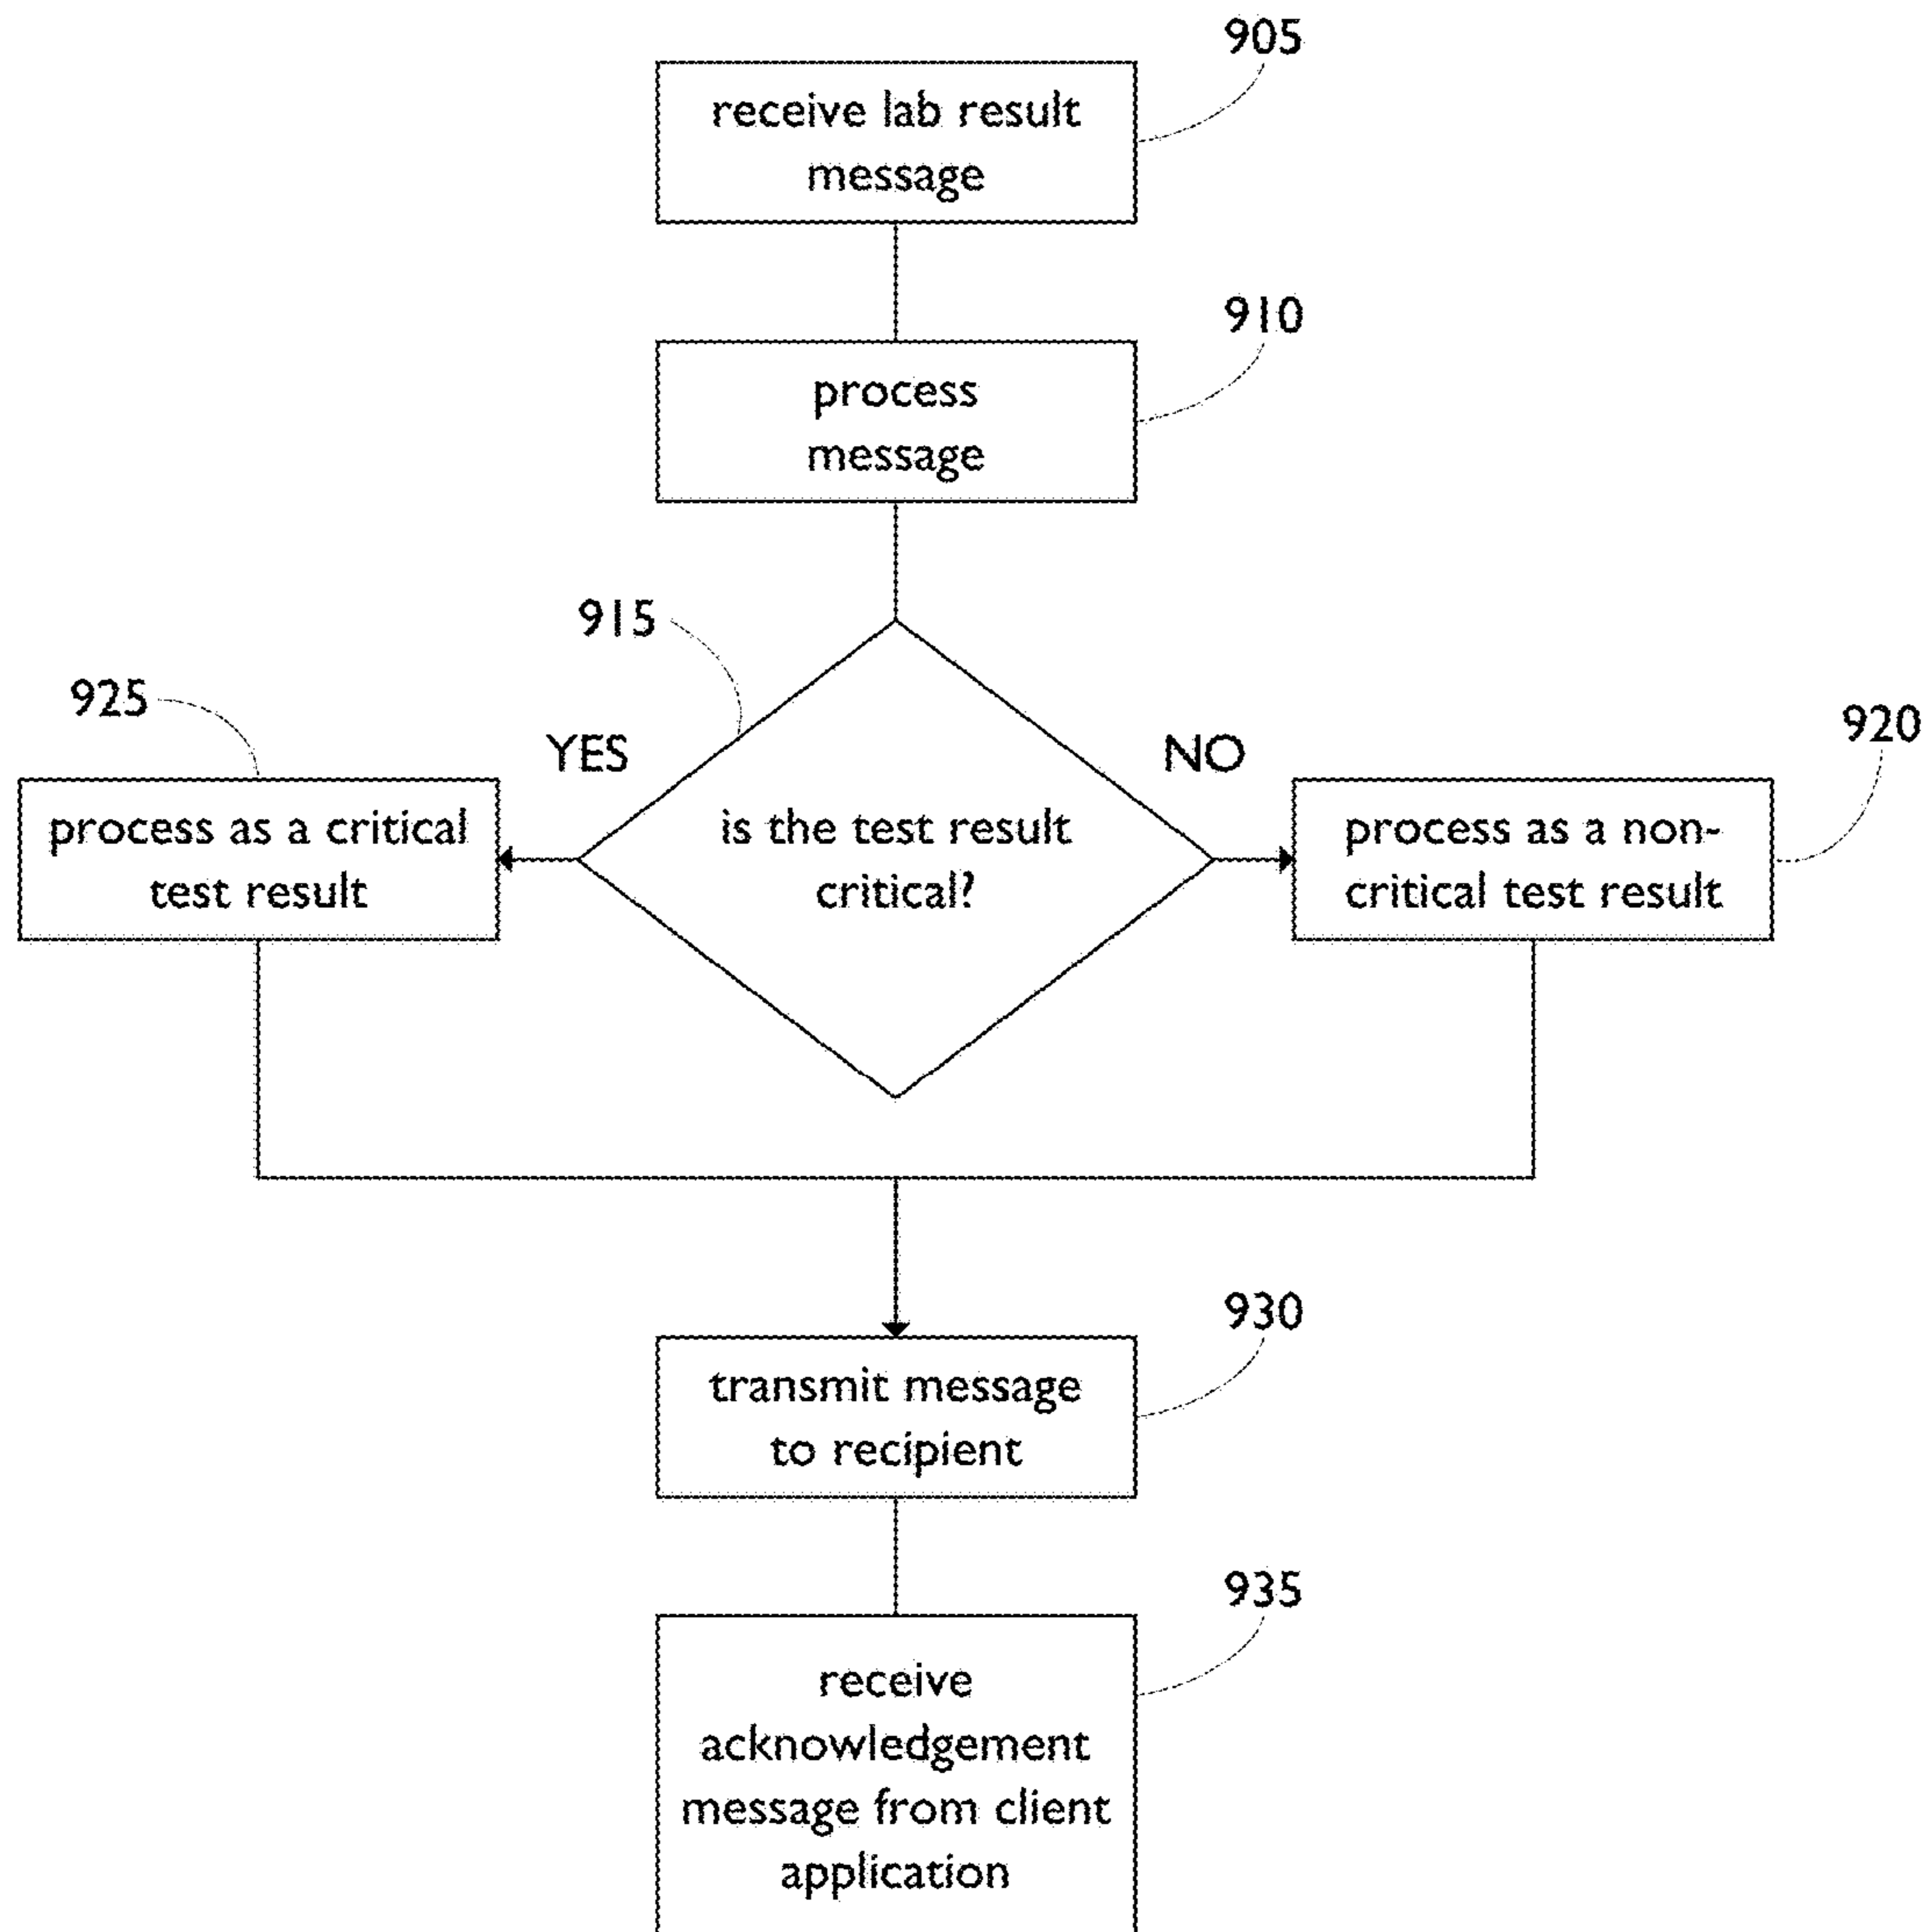 905
receive lab result
message
910
process
message
915
925
YES
NO
920
process as a critical
test result
is the test result
critical?
process as a non-
critical test result
930
transmit message
to recipient
935
receive
acknowledgement
message from client
application